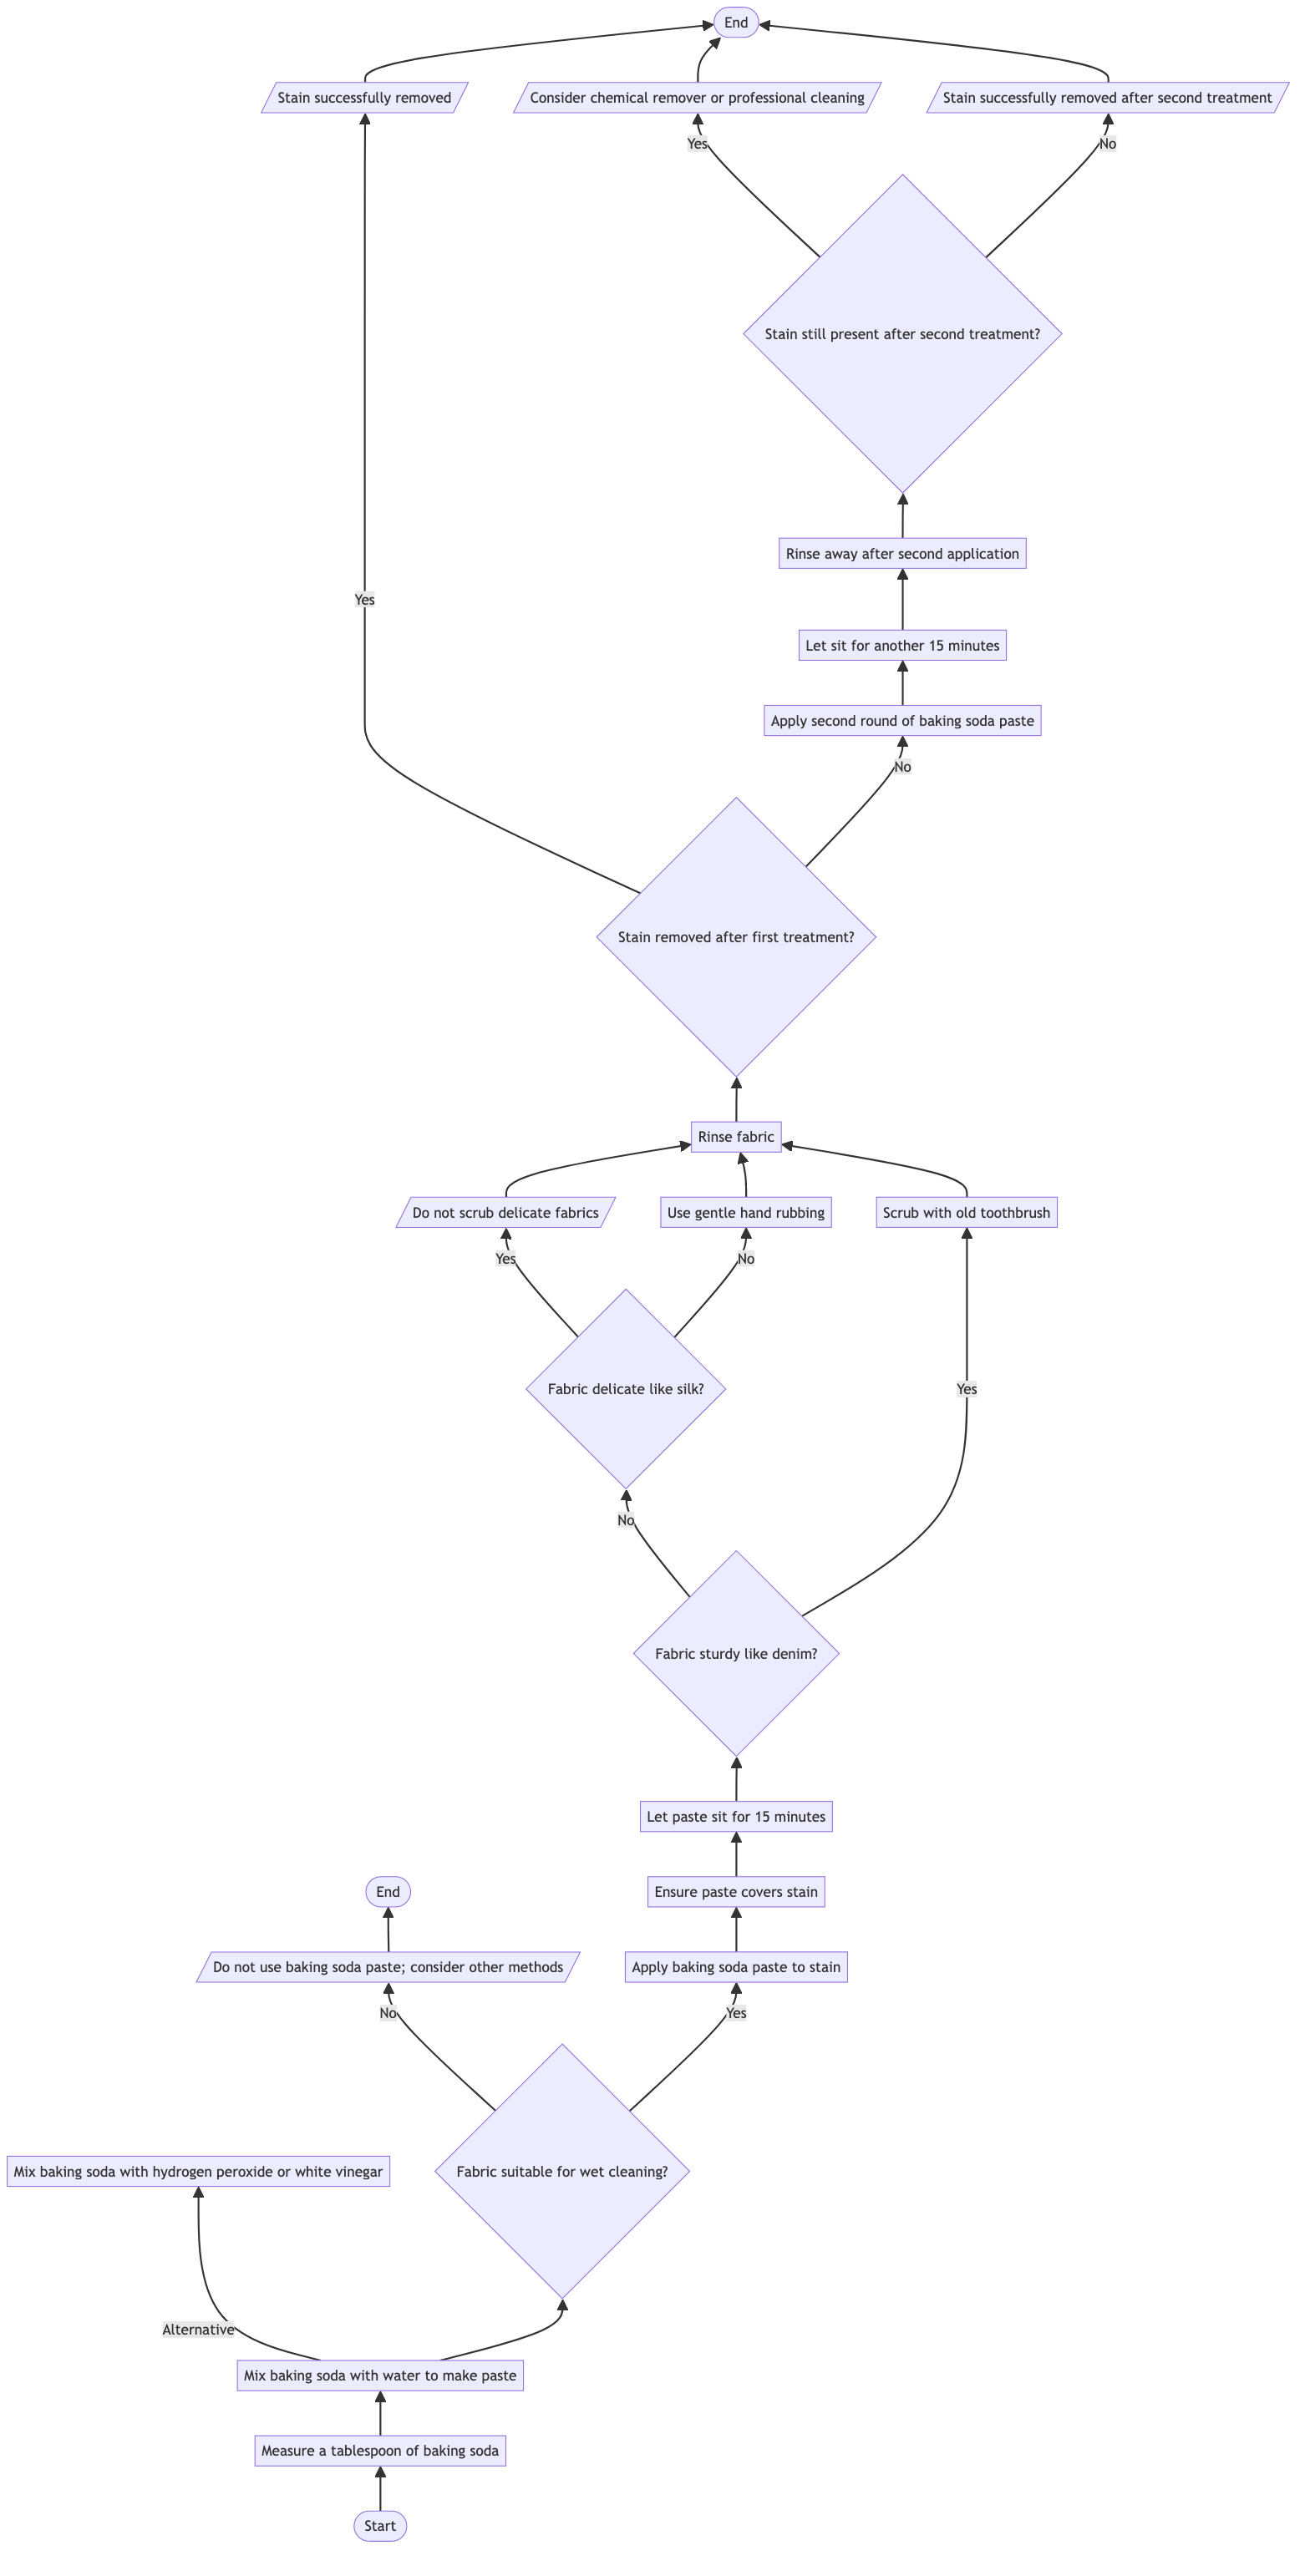 End
Stain successfully removed
Consider chemical remover or professional cleaning
Stain successfully removed after second treatment
Yes
No
Stain still present after second treatment?
Rinse away after second application
Yes
Let sit for another 15 minutes
Apply second round of baking soda paste
No
Stain removed after first treatment?
Rinse fabric
Do not scrub delicate fabrics
Use gentle hand rubbing
Scrub with old toothbrush
Yes
No
Fabric delicate like silk?
Yes
No
Fabric sturdy like denim?
Let paste sit for 15 minutes
End
Ensure paste covers stain
Do not use baking soda paste; consider other methods
Apply baking soda paste to stain
No
Yes
Mix baking soda with hydrogen peroxide or white vinegar
Fabric suitable for wet cleaning?
Alternative
Mix baking soda with water to make paste
Measure a tablespoon of baking soda
Start